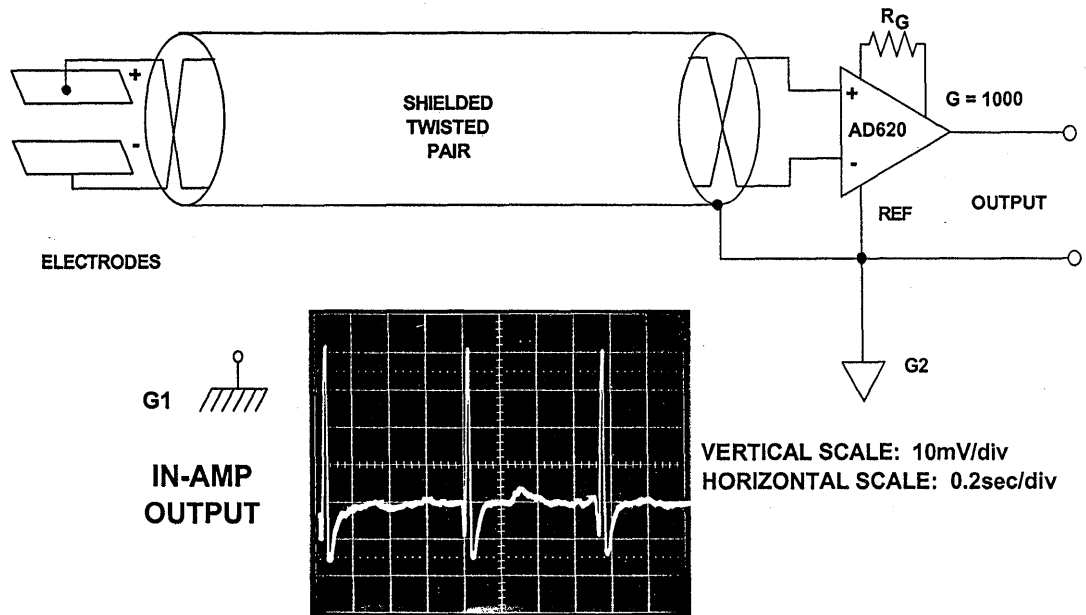 R_G
+
SHIELDED
TWISTED
PAIR
+
G = 1000
AD620
-
-
REF
OUTPUT
ELECTRODES
G2
G1
VERTICAL SCALE: 10mV/div
HORIZONTAL SCALE: 0.2sec/div
IN-AMP
OUTPUT